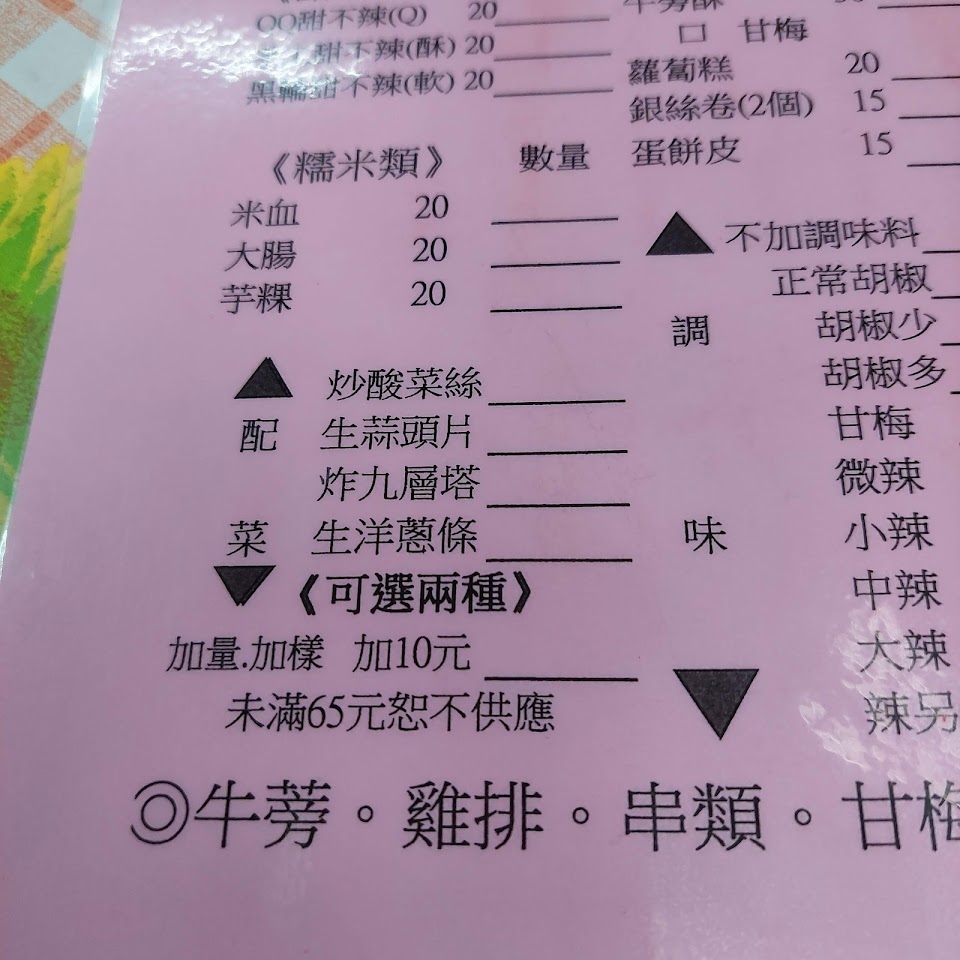 QQ甜不辣(Q) 20
甜不辣(酥) 20
黑輪甜不辣(軟) 20
《糯米類》 數量
米血 20
大腸 20
芋粿 20
▲ 炒酸菜絲
配 生蒜頭片
炸九層塔
菜 生洋蔥條
▼ 《可選兩種》
加量.加樣 加10元
未滿65元恕不供應
牛蒡酥
口 甘梅
蘿蔔糕 20
銀絲卷(2個) 15
蛋餅皮 15
▲ 不加調味料
正常胡椒
調 胡椒少
胡椒多
甘梅
微辣
味 小辣
中辣
大辣
▼ 辣另
◎牛蒡。雞排。串類。甘梅